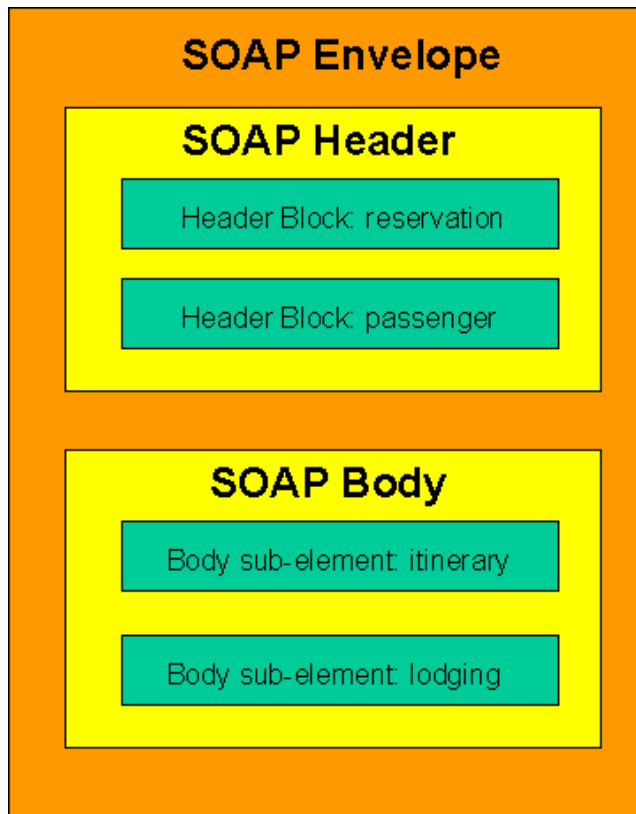 SOAP Envelope
SOAP Header
Header Block: reservation
Header Block: passenger
SOAP Body
Body sub-element: itinerary
Body sub-element: lodging